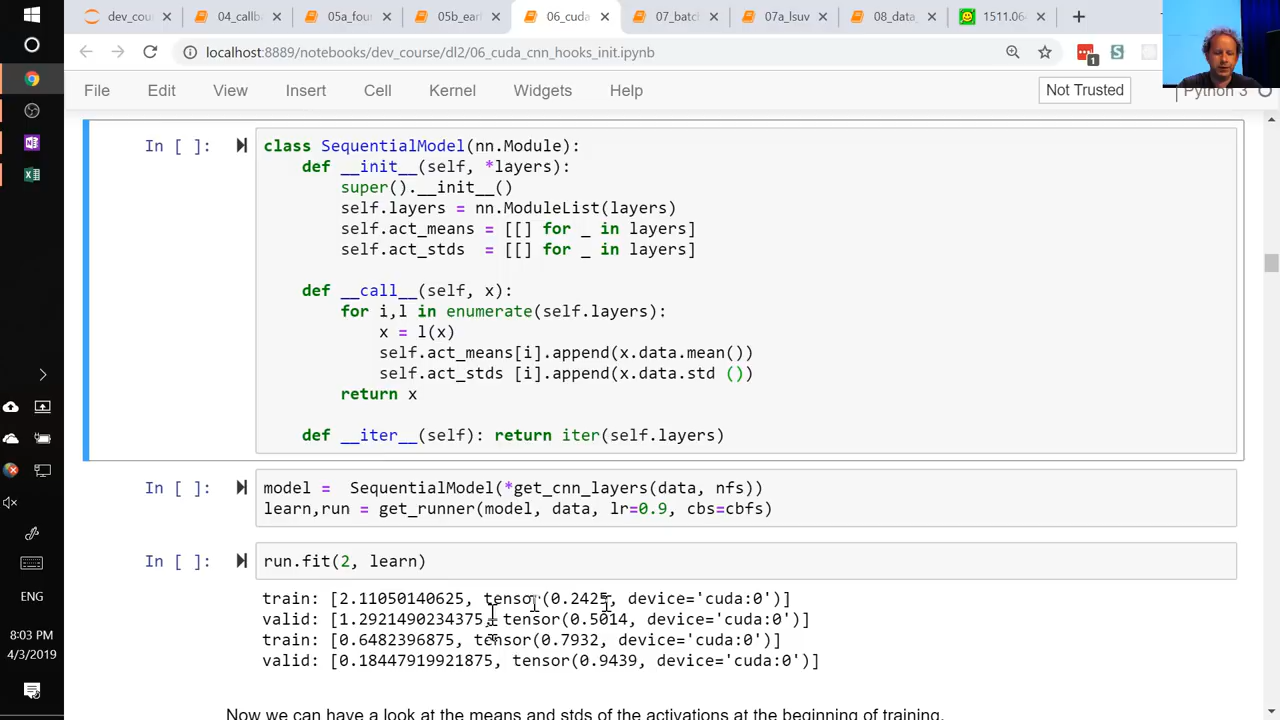 dev_cou
04.callb
05a_fou
05b_ear
06_cuda
07_batc
07a_lsuv
08_data_
1511.06
localhost:8889/notebooks/dev_course/dl2/06_cuda_cnn_hooks_init.ipynb
1
S
File Edit View Insert Cell Kernel Widgets Help
Not Trusted
Python 3
In [ ]:
class SequentialModel(nn.Module):
def __init__(self, *layers):
super().__init__()
self.layers = nn.ModuleList(layers)
self.act_means = [[] for _ in layers]
self.act_stds  = [[] for _ in layers]
def __call__(self, x):
for i,l in enumerate(self.layers):
x = l(x)
self.act_means[i].append(x.data.mean())
self.act_stds [i].append(x.data.std ())
return x
def __iter__(self): return iter(self.layers)
In [ ]:
model =  SequentialModel(*get_cnn_layers(data, nfs))
learn,run = get_runner(model, data, lr=0.9, cbs=cbfs)
In [ ]:
run.fit(2, learn)
train: [2.11050140625, tensor(0.2425, device='cuda:0')]
valid: [1.2921490234375, tensor(0.5014, device='cuda:0')]
train: [0.6482396875, tensor(0.7932, device='cuda:0')]
valid: [0.18447919921875, tensor(0.9439, device='cuda:0')]
Now we can have a look at the means and stds of the activations at the beginning of training.
ENG
8:03 PM
4/3/2019